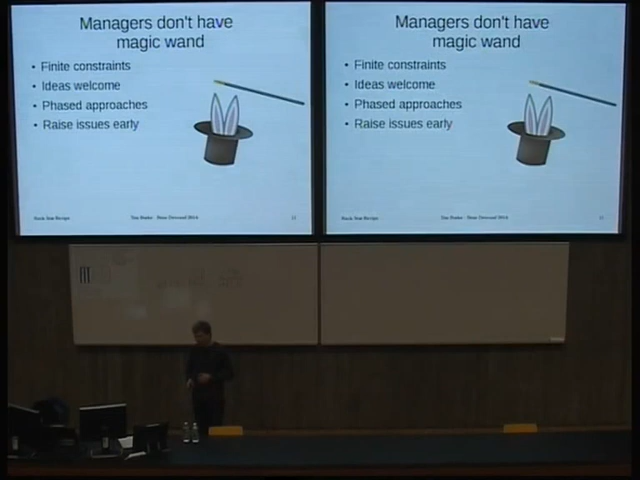 Managers don't have
magic wand
• Finite constraints
• Ideas welcome
• Phased approaches
• Raise issues early
Managers don't have
magic wand
• Finite constraints
• Ideas welcome
• Phased approaches
• Raise issues early